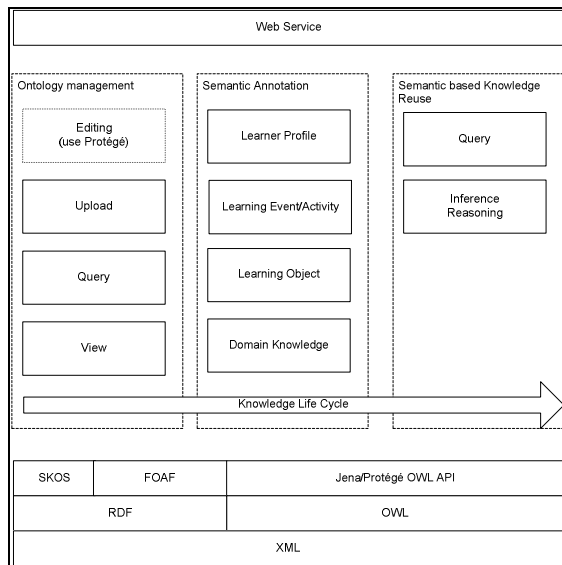 Web Service
Ontology management
Editing
(use Protégé)
Upload
Query
View
Semantic Annotation
Learner Profile
Learning Event/Activity
Learning Object
Domain Knowledge
Semantic based Knowledge
Reuse
Query
Inference
Reasoning
Knowledge Life Cycle
SKOS
FOAF
Jena/Protégé OWL API
RDF
OWL
XML